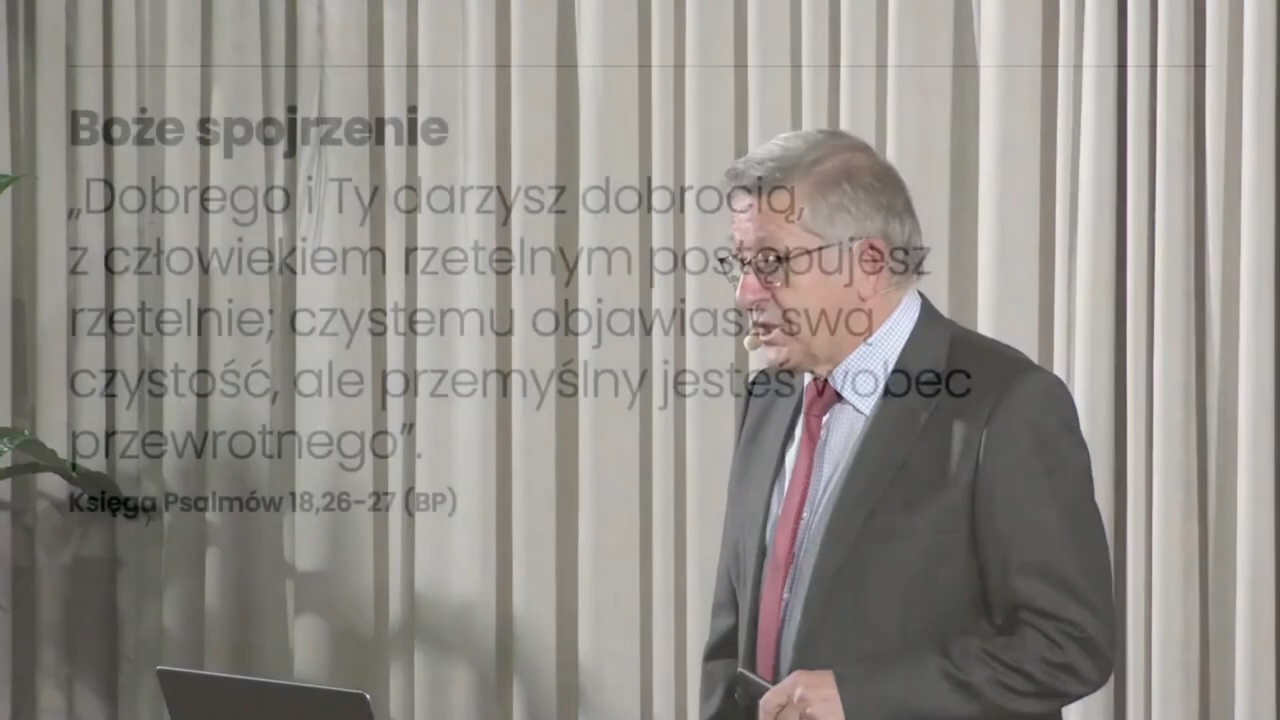 Boże spojrzenie
„Dobrego i Ty darzysz dobrocią,
z człowiekiem rzetelnym postępujesz
rzetelnie; czystemu objawiasz swą
czystość, ale przemyślny jesteś wobec
przewrotnego”.
Księga Psalmów 18,26–27 (BP)